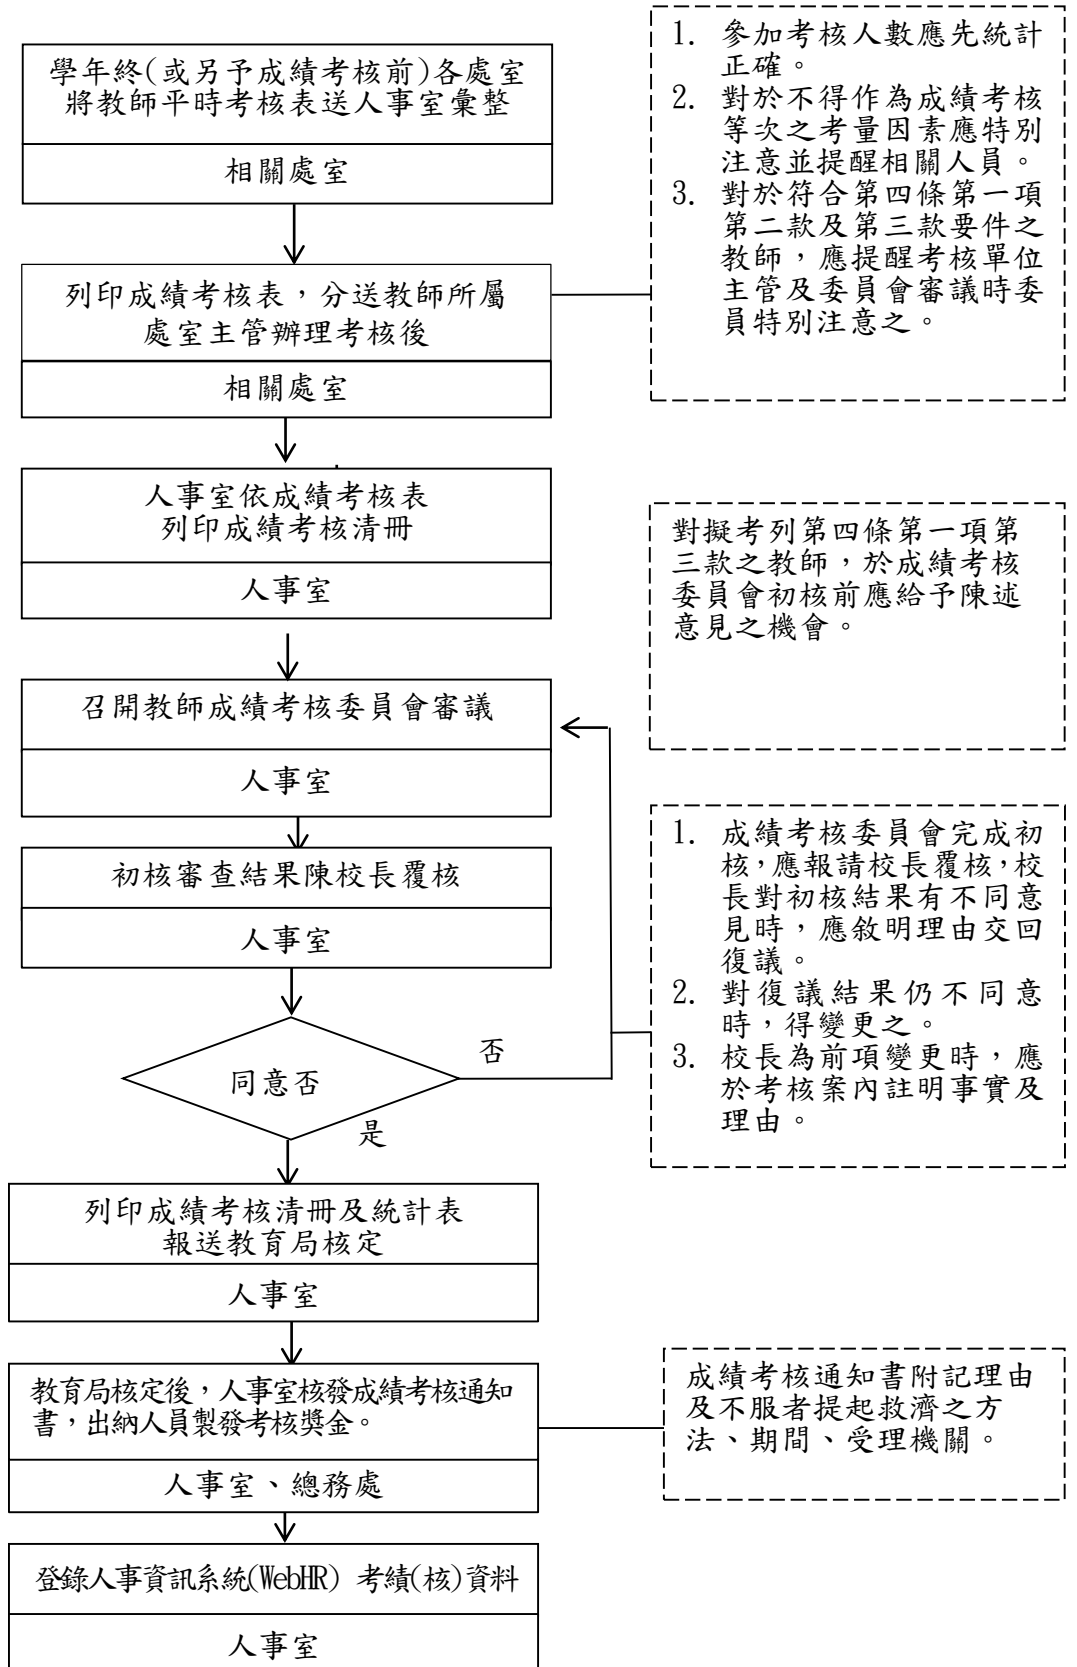 學年終(或另予成績考核前)各處室
將教師平時考核表送人事室彙整
相關處室
1. 參加考核人數應先統計
正確。
2. 對於不得作為成績考核
等次之考量因素應特別
注意並提醒相關人員。
3. 對於符合第四條第一項
第二款及第三款要件之
教師，應提醒考核單位
主管及委員會審議時委
員特別注意之。
列印成績考核表，分送教師所屬
處室主管辦理考核後
相關處室
人事室依成績考核表
列印成績考核清冊
人事室
對擬考列第四條第一項第
三款之教師，於成績考核
委員會初核前應給予陳述
意見之機會。
召開教師成績考核委員會審議
人事室
初核審查結果陳校長覆核
人事室
1. 成績考核委員會完成初
核，應報請校長覆核，校
長對初核結果有不同意
見時，應敘明理由交回
復議。
2. 對復議結果仍不同意
時，得變更之。
3. 校長為前項變更時，應
於考核案內註明事實及
理由。
同意否
否
是
列印成績考核清冊及統計表
報送教育局核定
人事室
教育局核定後，人事室核發成績考核通知
書，出納人員製發考核獎金。
人事室、總務處
成績考核通知書附記理由
及不服者提起救濟之方
法、期間、受理機關。
登錄人事資訊系統(WebHR) 考績(核)資料
人事室